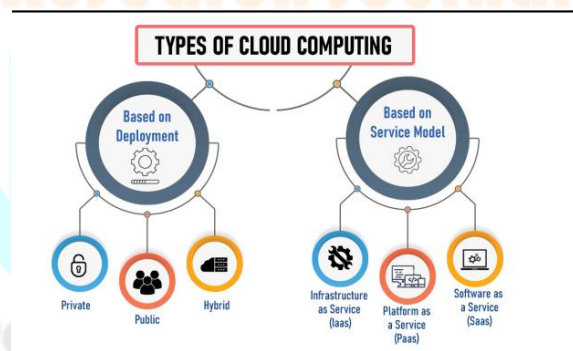 TYPES OF CLOUD COMPUTING
Based on
Deployment
Based on
Service Model
Private
Public
Hybrid
Infrastructure
as Service
(Iaas)
Platform as
a Service
(Paas)
Software as
a Service
(Saas)